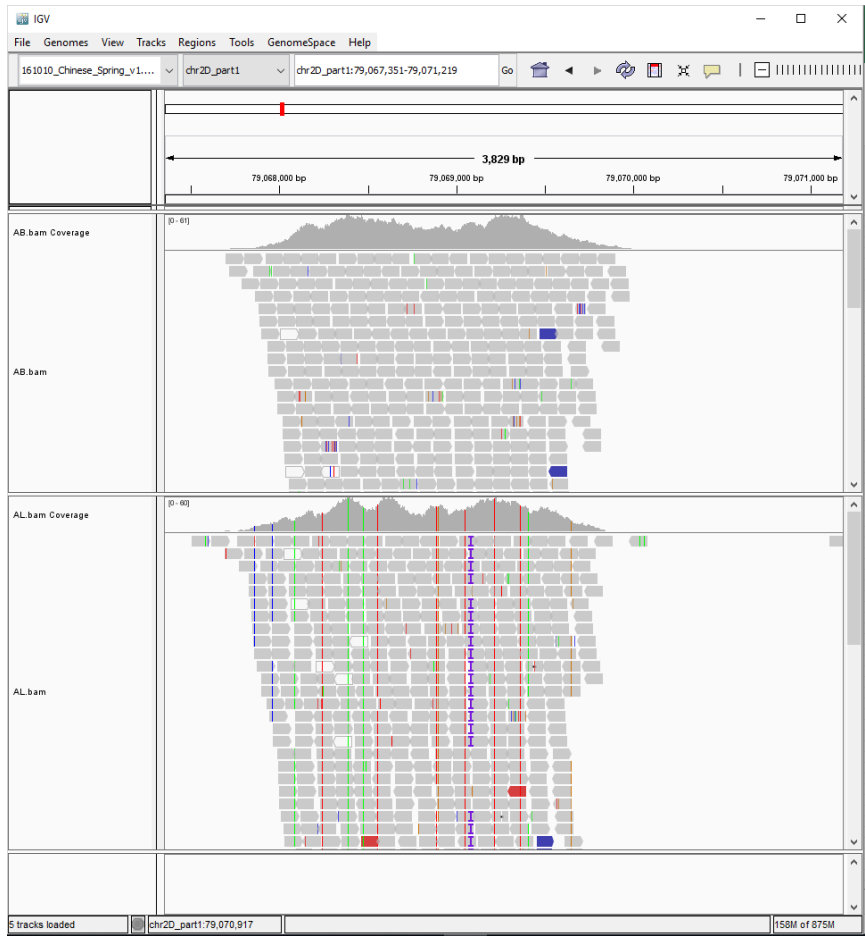 IGV
File Genomes View Tracks Regions Tools GenomeSpace Help
161010_Chinese_Spring_v1.... chr2D_part1 chr2D_part1:79,067,351-79,071,219 Go
3,829 bp
79,068,000 bp 79,069,000 bp 79,070,000 bp 79,071,000 bp
AB.bam Coverage [0 - 61]
AB.bam
AL.bam Coverage [0 - 60]
AL.bam
5 tracks loaded chr2D_part1:79,070,917 158M of 875M